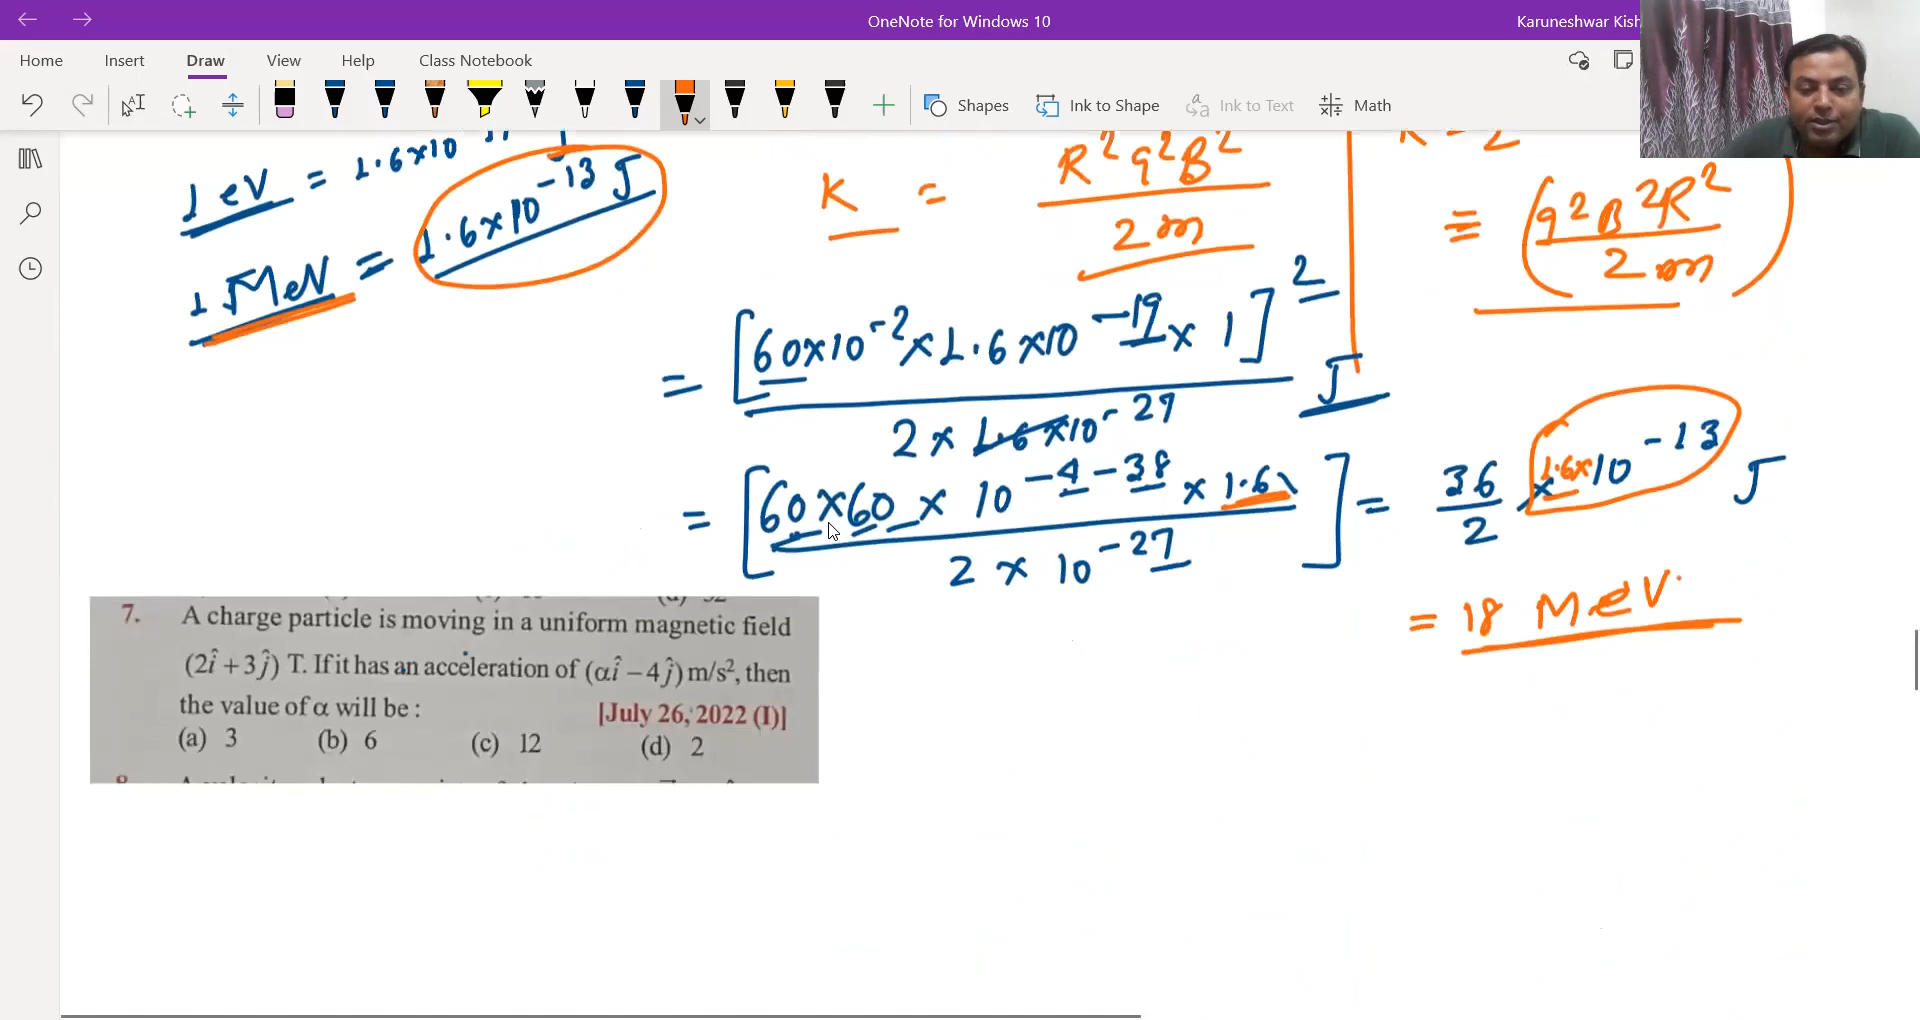 OneNote for Windows 10
Karuneshwar Kish
Home Insert Draw View Help Class Notebook
Shapes Ink to Shape Ink to Text Math
1 eV = 1.6×10
1 MeV = 1.6×10⁻¹³ J
K = R²q²B² / 2m
= (q²B²R² / 2m)
= [60×10⁻²×1.6×10⁻¹⁹× 1]² / 2 × 1.6×10⁻²⁷ J
= [60×60 × 10⁻⁴⁻³⁸ × 1.6 / 2 × 10⁻²⁷] = 36/2 × 1.6×10⁻¹³ J
= 18 MeV.
7. A charge particle is moving in a uniform magnetic field
(2î + 3ĵ) T. If it has an acceleration of (αî – 4ĵ) m/s², then
the value of α will be :
[July 26, 2022 (I)]
(a) 3 (b) 6 (c) 12 (d) 2